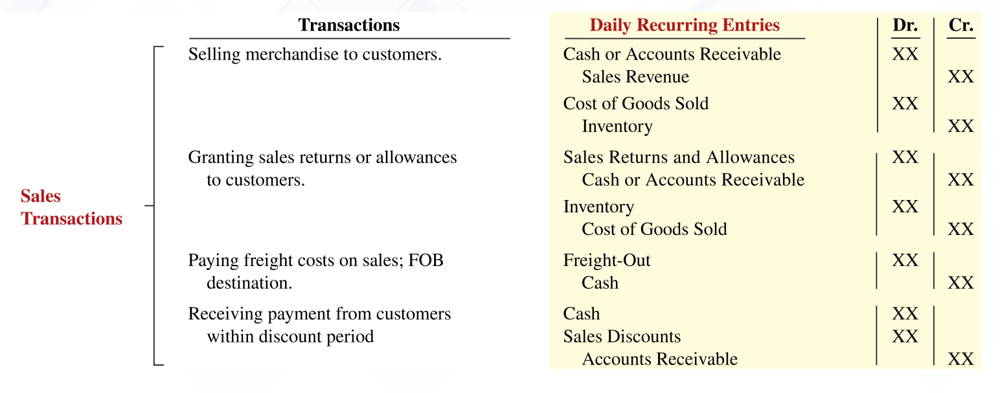 Transactions Daily Recurring Entries Dr. Cr.
Selling merchandise to customers. Cash or Accounts Receivable XX
Sales Revenue XX
Cost of Goods Sold XX
Inventory XX
Granting sales returns or allowances Sales Returns and Allowances XX
to customers. Cash or Accounts Receivable XX
Sales
Transactions
Inventory XX
Cost of Goods Sold XX
Paying freight costs on sales; FOB Freight-Out XX
destination. Cash XX
Receiving payment from customers Cash XX
within discount period Sales Discounts XX
Accounts Receivable XX